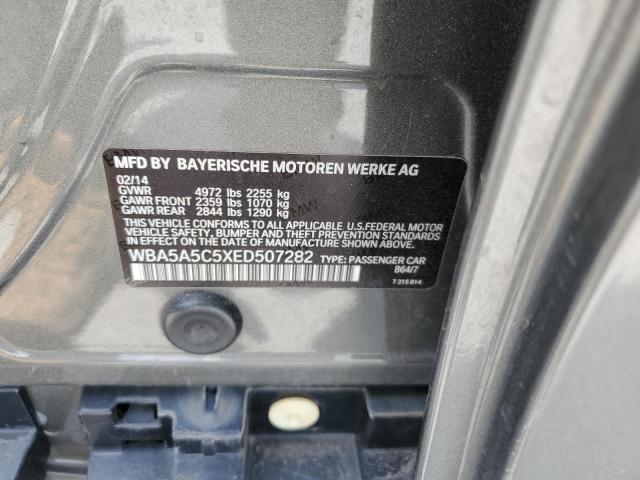 MFD BY BAYERISCHE MOTOREN WERKE AG
02/14
GVWR 4972 lbs 2255 kg
GAWR FRONT 2359 lbs 1070 kg
GAWR REAR 2844 lbs 1290 kg
THIS VEHICLE CONFORMS TO ALL APPLICABLE U.S.FEDERAL MOTOR
VEHICLE SAFETY, BUMPER AND THEFT PREVENTION STANDARDS
IN EFFECT ON THE DATE OF MANUFACTURE SHOWN ABOVE.
WBA5A5C5XED507282 TYPE: PASSENGER CAR
B64/7
7 315 814